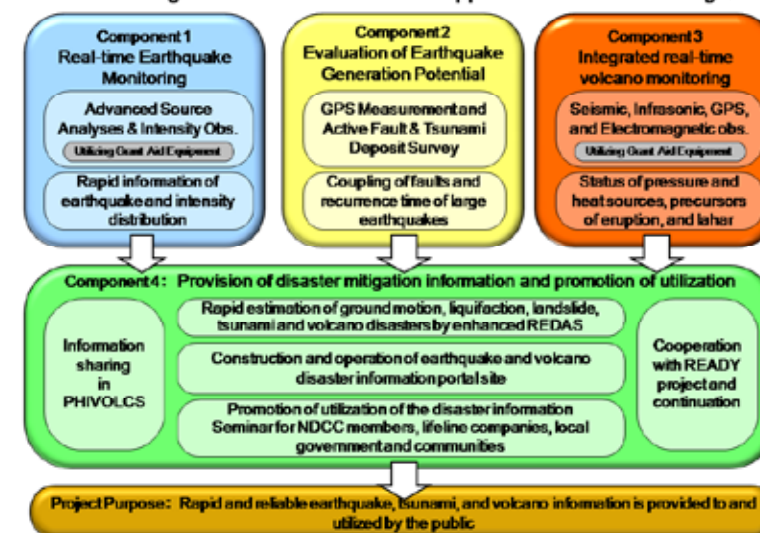 Component 1
Real-time Earthquake
Monitoring
Advanced Source
Analyses & Intensity Obs.
Utilizing Grant Aid Equipment
Rapid information of
earthquake and intensity
distribution
Component 2
Evaluation of Earthquake
Generation Potential
GPS Measurement and
Active Fault & Tsunami
Deposit Survey
Coupling of faults and
recurrence time of large
earthquakes
Component 3
Integrated real-time
volcano monitoring
Seismic, Infrasonic, GPS,
and Electromagnetic obs.
Utilizing Grant Aid Equipment
Status of pressure and
heat sources, precursors
of eruption, and lahar
Component 4: Provision of disaster mitigation information and promotion of utilization
Information
sharing
in
PHIVOLCS
Rapid estimation of ground motion, liquifaction, landslide,
tsunami and volcano disasters by enhanced REDAS
Construction and operation of earthquake and volcano
disaster information portal site
Promotion of utilization of the disaster information
Seminar for NDCC members, lifeline companies, local
government and communities
Cooperation
with READY
project and
continuation
Project Purpose: Rapid and reliable earthquake, tsunami, and volcano information is provided to and
utilized by the public